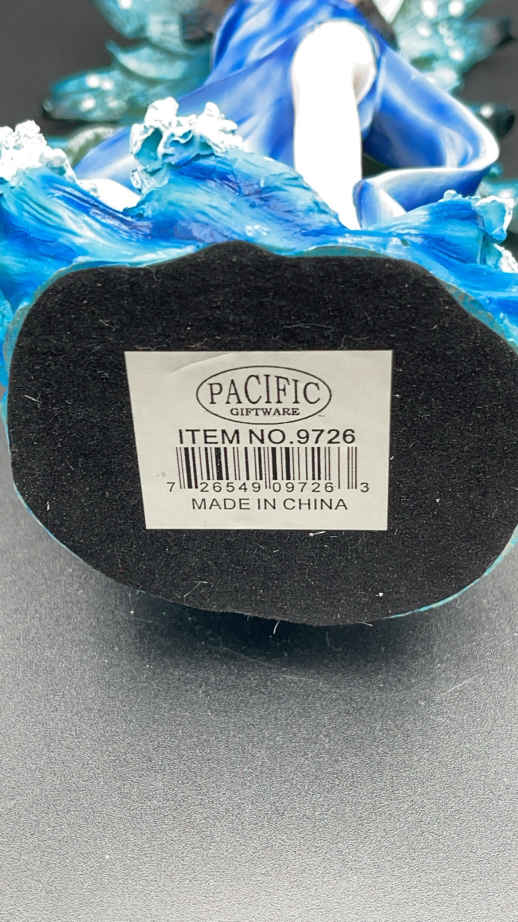 PACIFIC
GIFTWARE
ITEM NO.9726
7 26549 09726 3
MADE IN CHINA